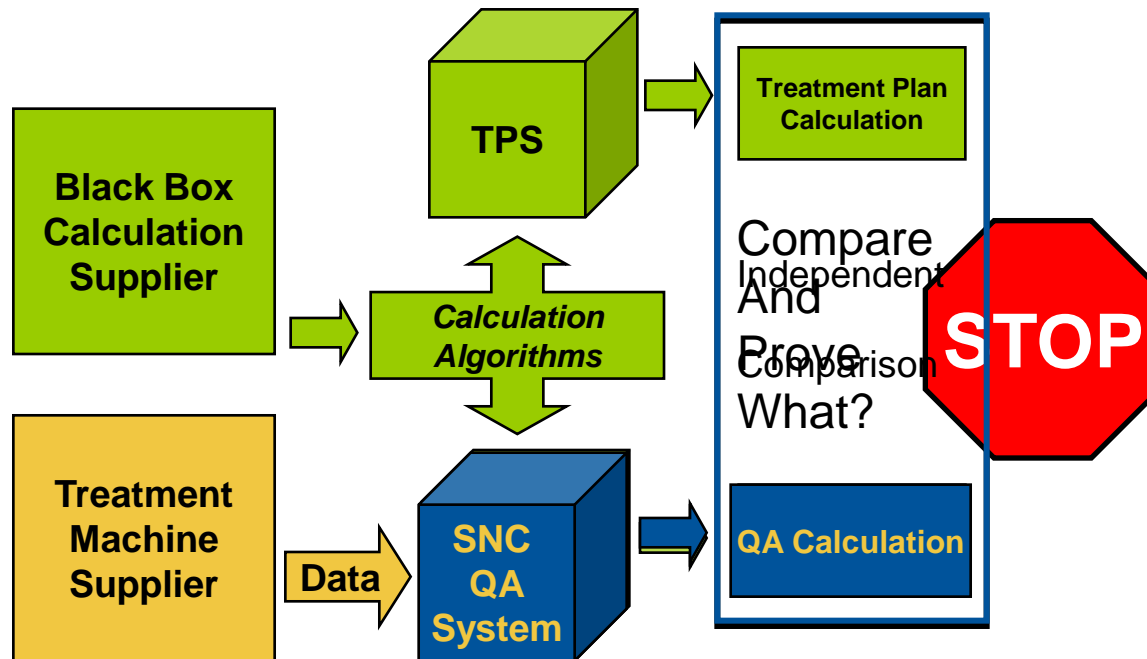 TPS
Treatment Plan
Calculation
Black Box
Calculation
Supplier
Calculation
Algorithms
Compare
And
Prove
What?
Independent
Comparison
STOP
Treatment
Machine
Supplier
Data
SNC
QA
System
QA Calculation